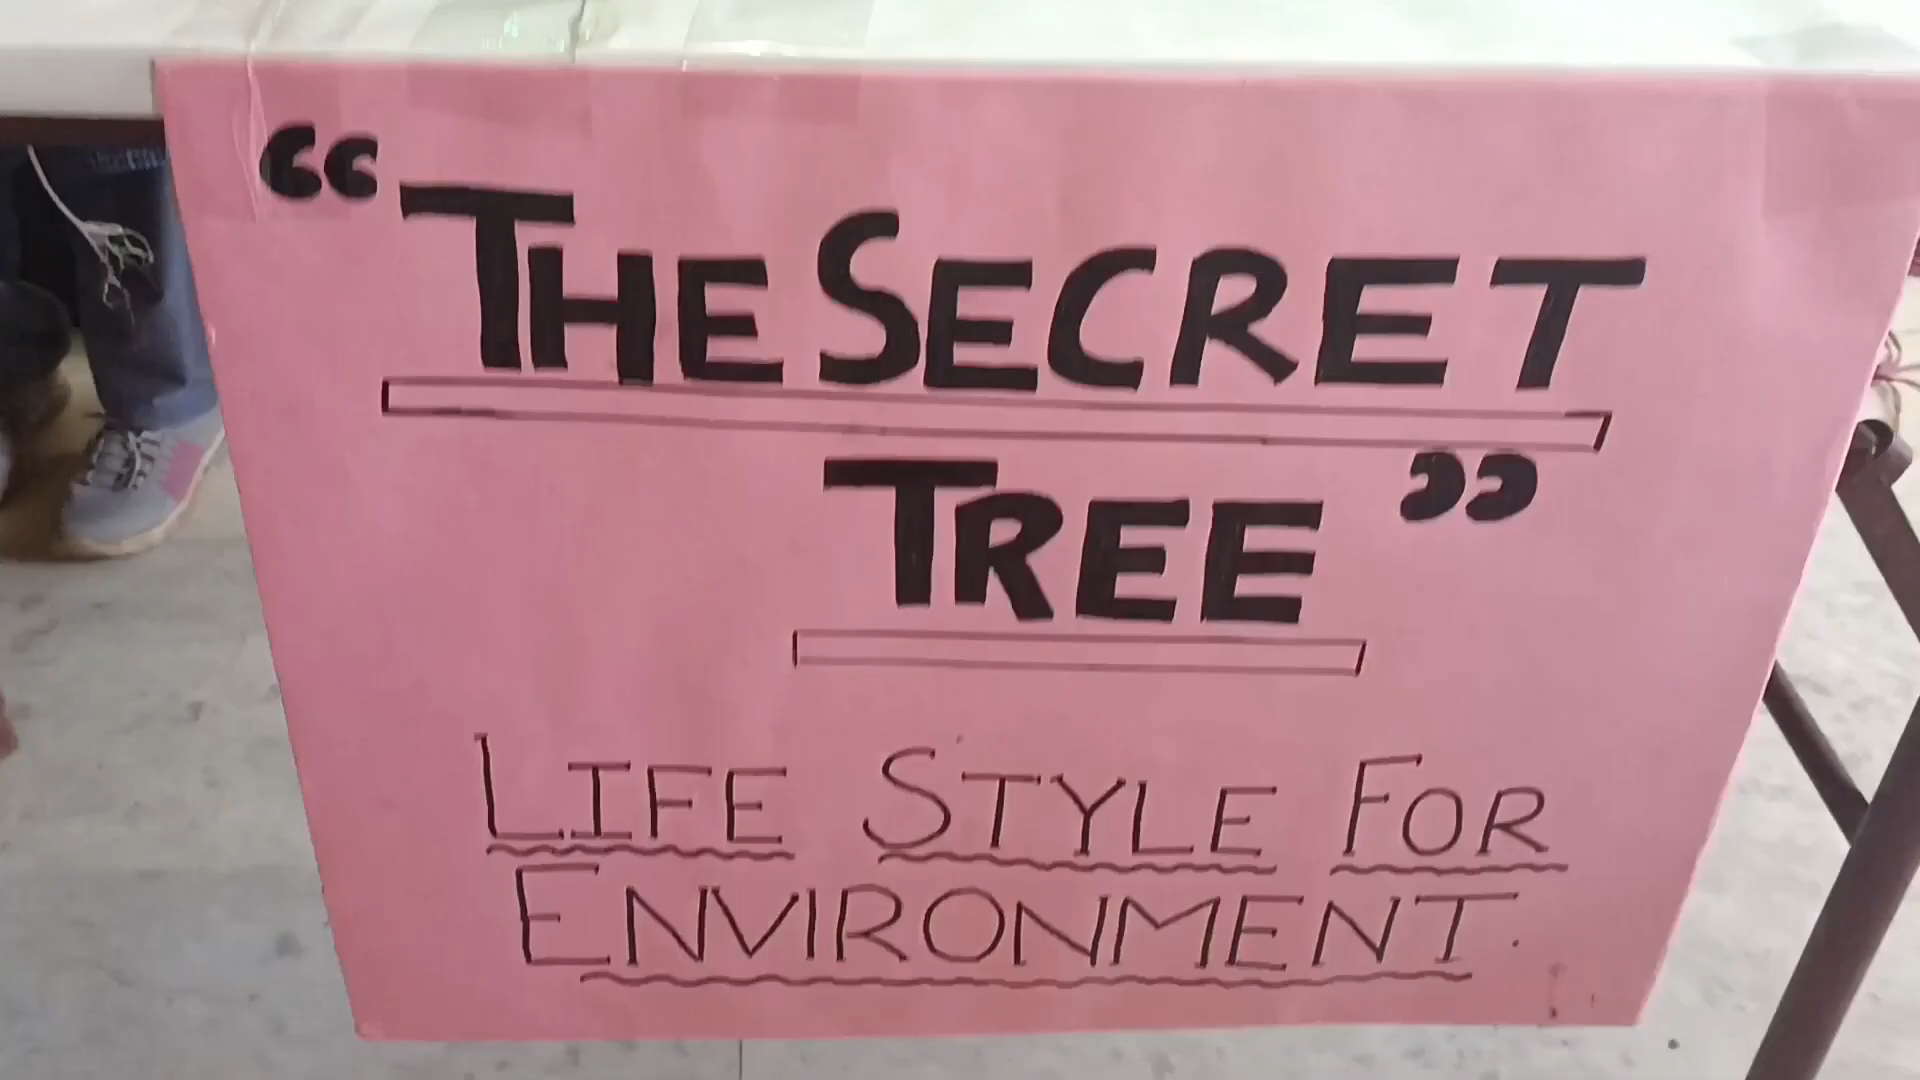 “THE SECRET
TREE”
LIFE STYLE FOR
ENVIRONMENT.